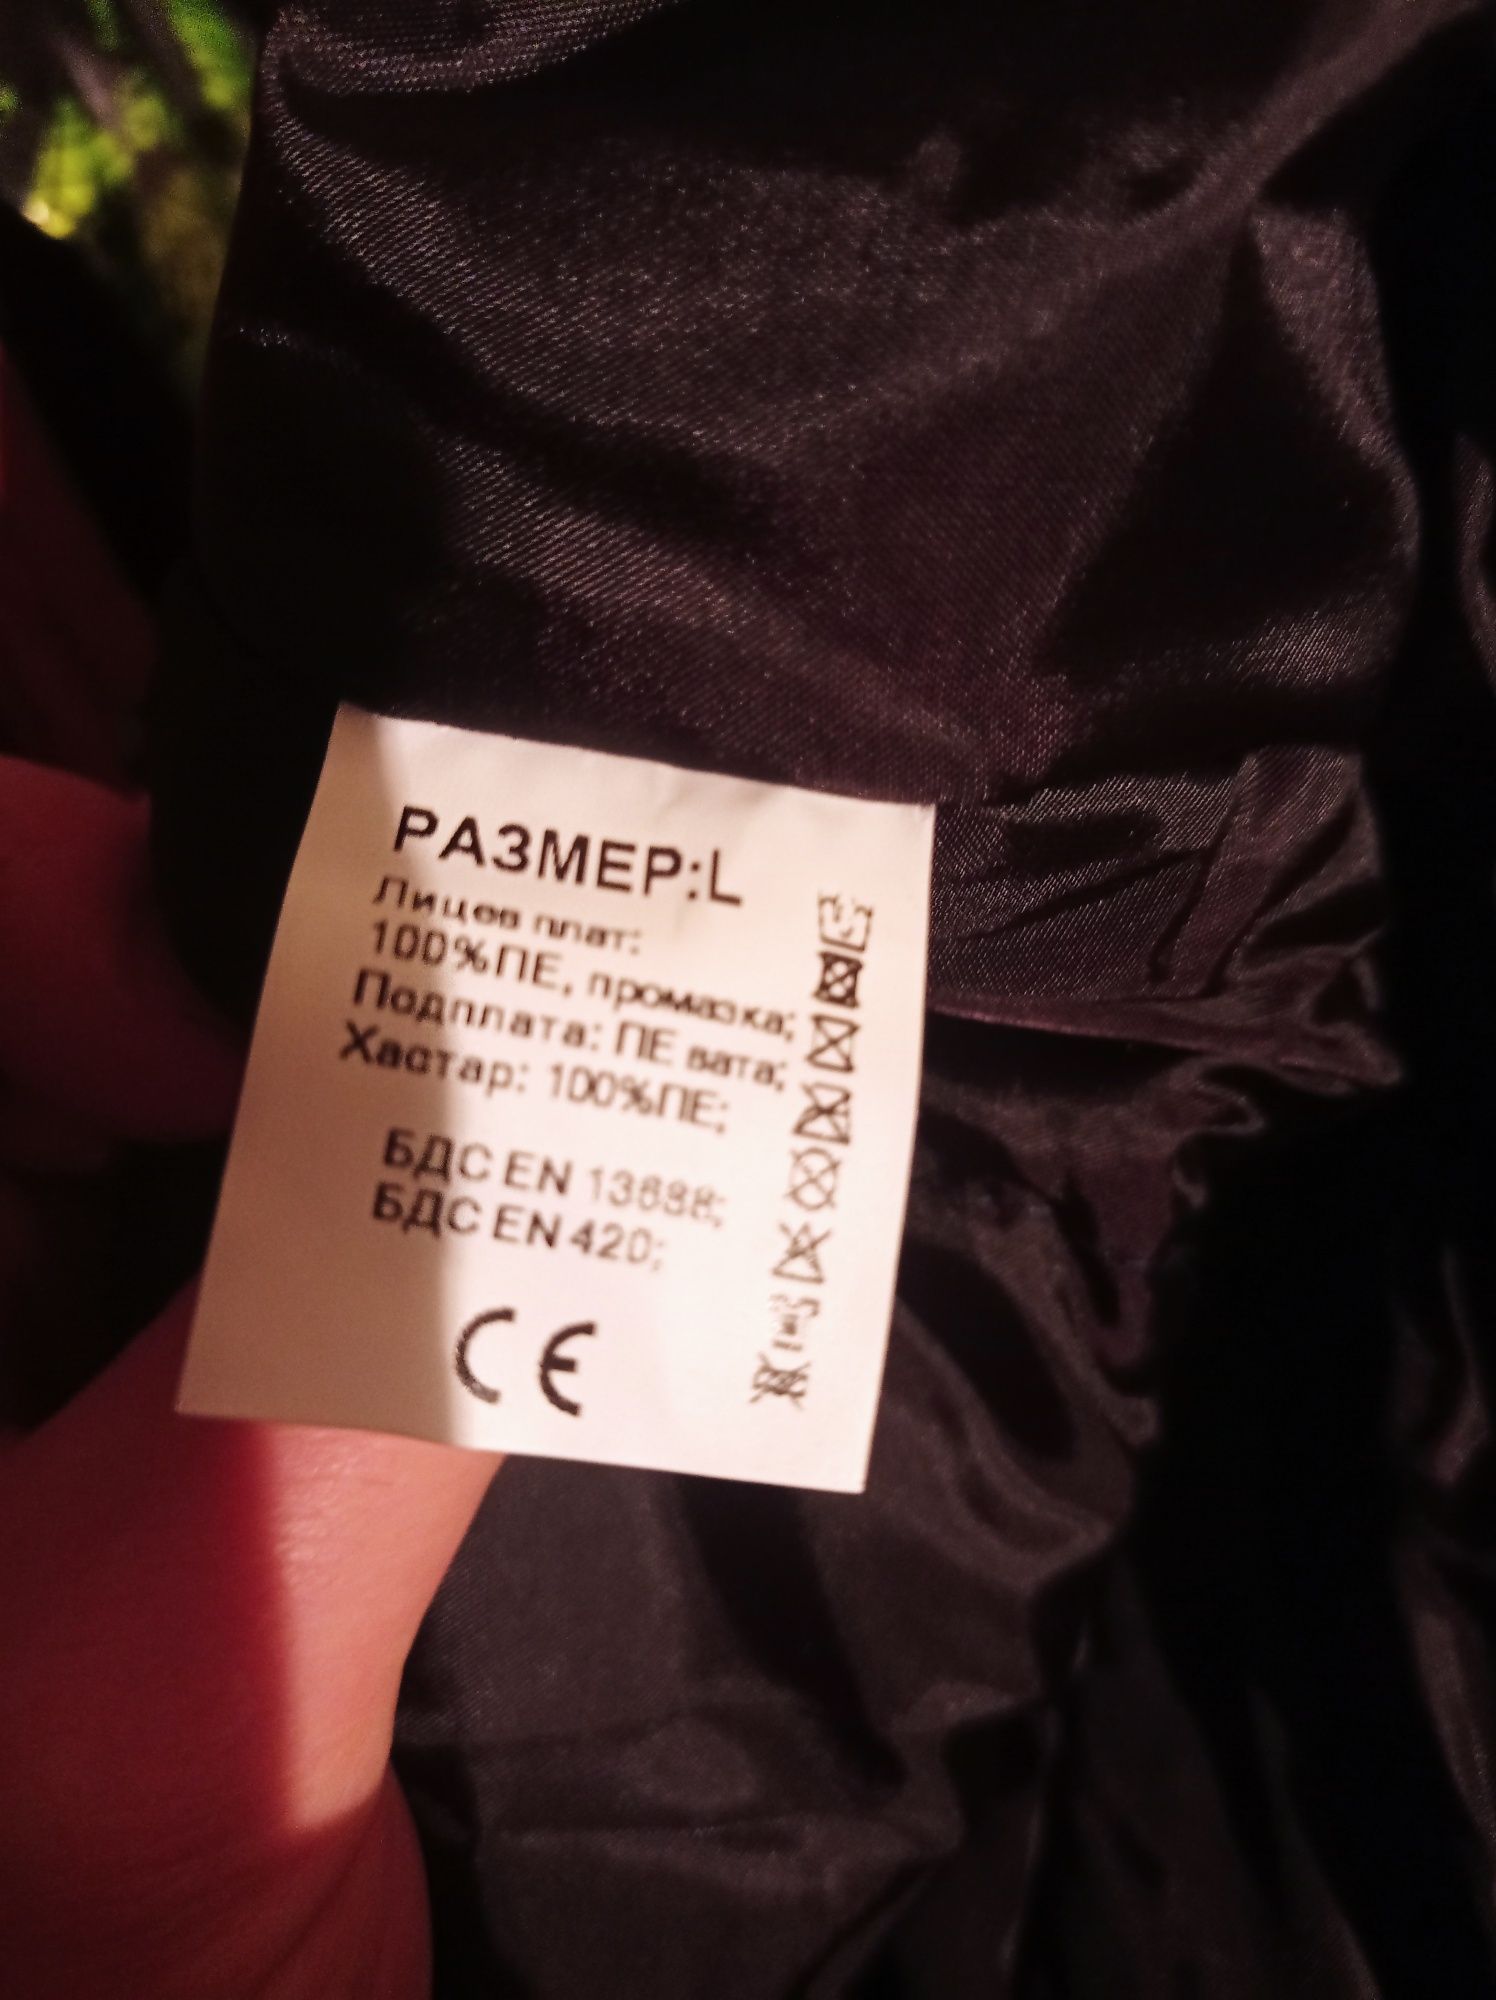 РАЗМЕР:L
Лицев плат:
100%ПЕ, промазка;
Подплата: ПЕ вата;
Хастар: 100%ПЕ;
БДС EN 13688;
БДС EN 420;
CE